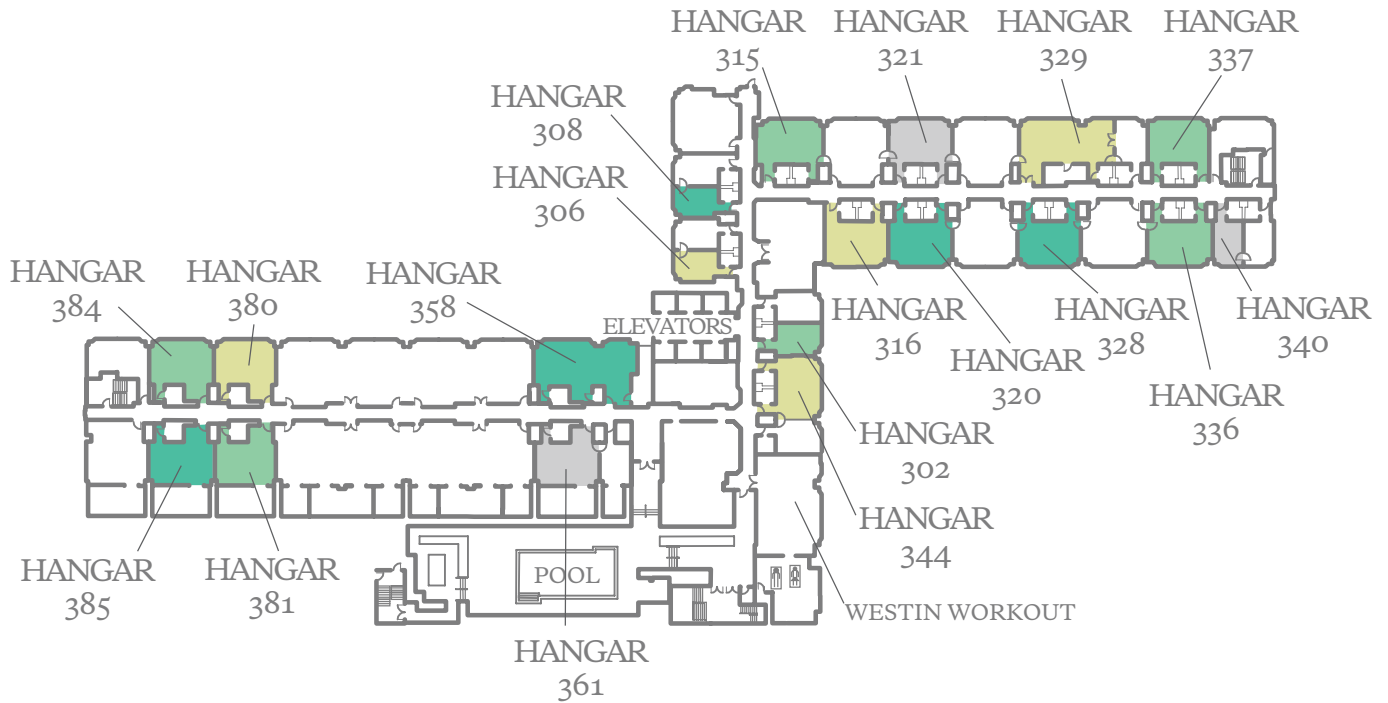 HANGAR
315
HANGAR
321
HANGAR
329
HANGAR
337
HANGAR
308
HANGAR
306
HANGAR
384
HANGAR
380
HANGAR
358
ELEVATORS
HANGAR
316
HANGAR
320
HANGAR
328
HANGAR
336
HANGAR
340
HANGAR
302
HANGAR
344
HANGAR
385
HANGAR
381
POOL
WESTIN WORKOUT
HANGAR
361